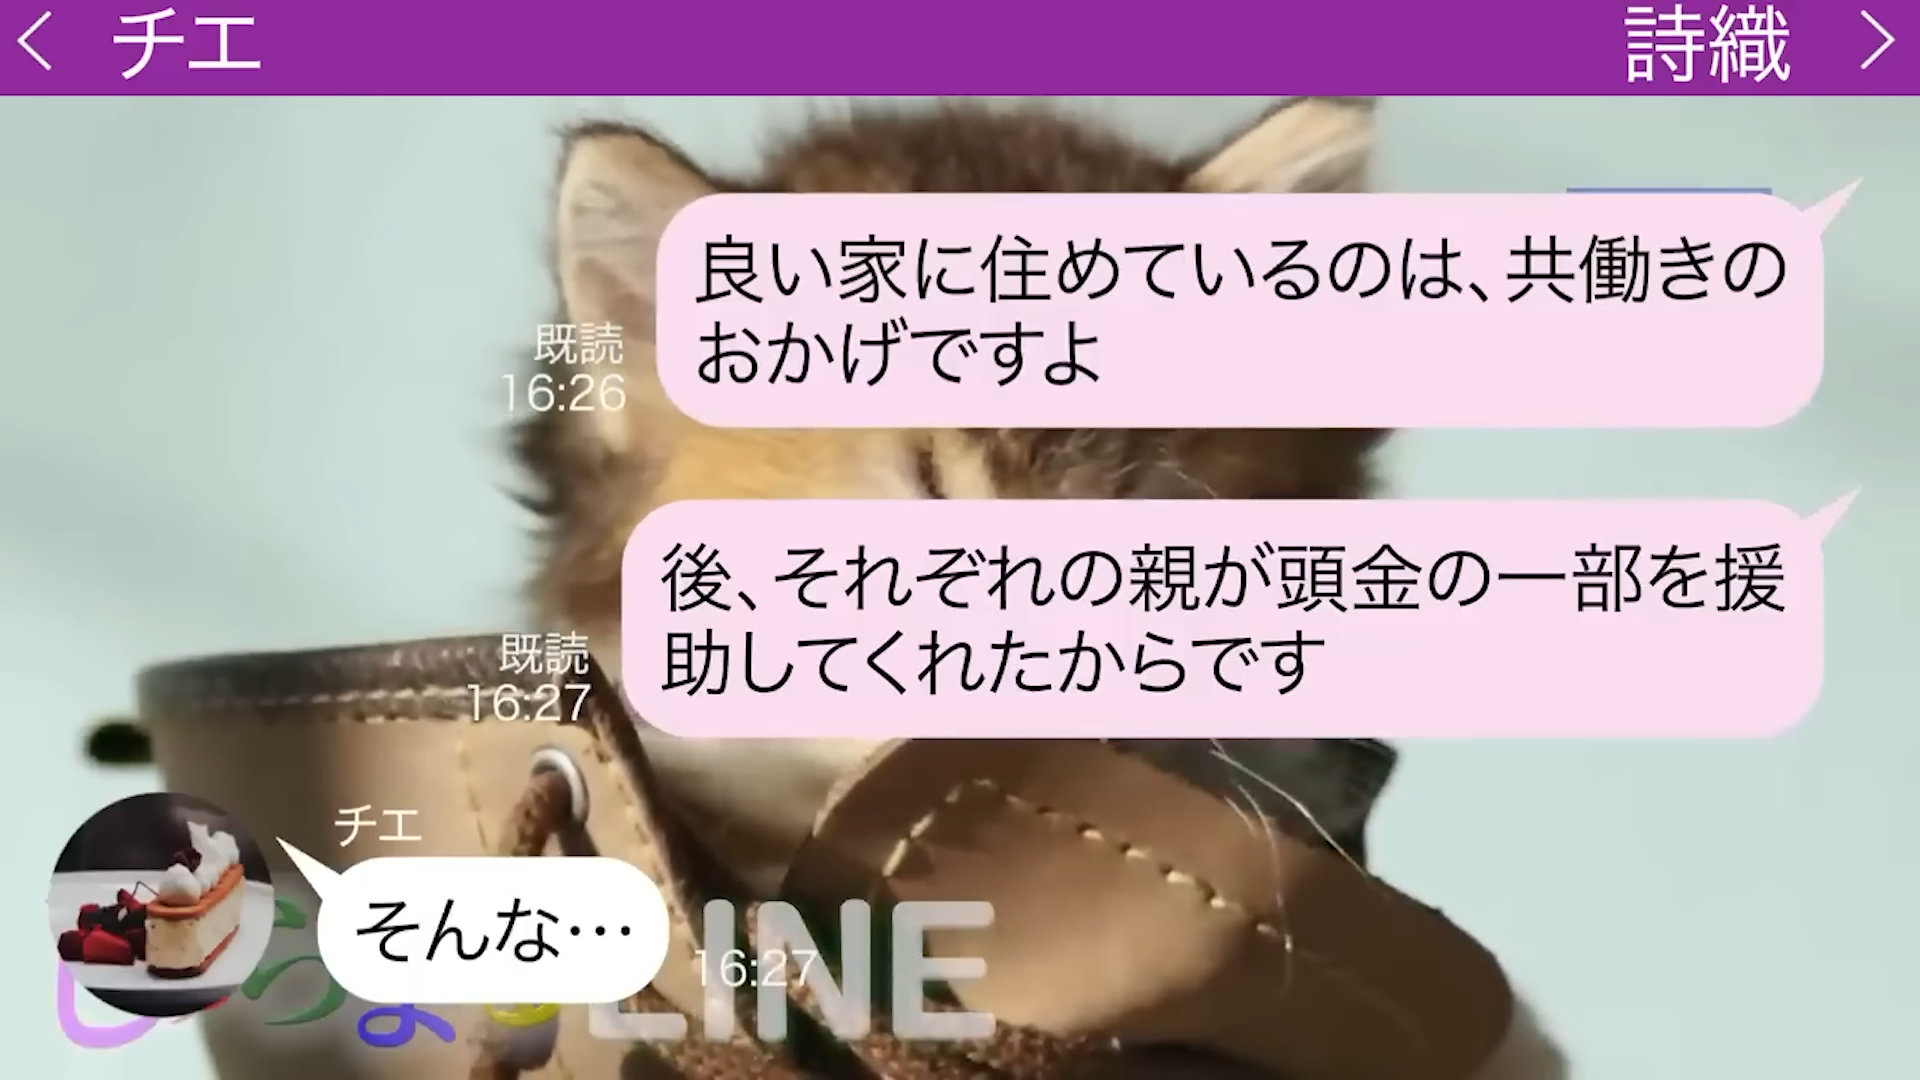 チエ
詩織
良い家に住めているのは、共働きの
おかげですよ
既読
16:26
後、それぞれの親が頭金の一部を援
助してくれたからです
既読
16:27
チエ
そんな…
16:27
LINE